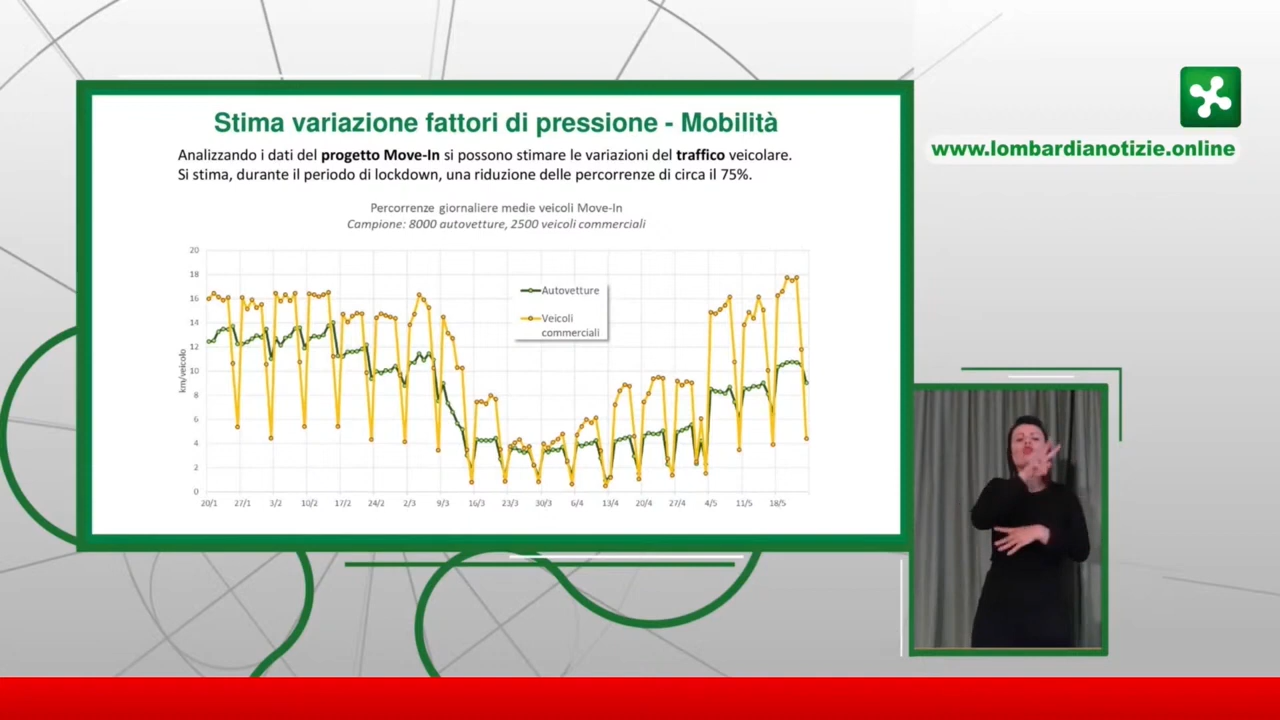 Stima variazione fattori di pressione - Mobilità
Analizzando i dati del progetto Move-In si possono stimare le variazioni del traffico veicolare.
Si stima, durante il periodo di lockdown, una riduzione delle percorrenze di circa il 75%.
www.lombardianotizie.online
Percorrenze giornaliere medie veicoli Move-In
Campione: 8000 autovetture, 2500 veicoli commerciali
km/veicolo
20
18
16
14
12
10
8
6
4
2
0
Autovetture
Veicoli
commerciali
20/1 27/1 3/2 10/2 17/2 24/2 2/3 9/3 16/3 23/3 30/3 6/4 13/4 20/4 27/4 4/5 11/5 18/5